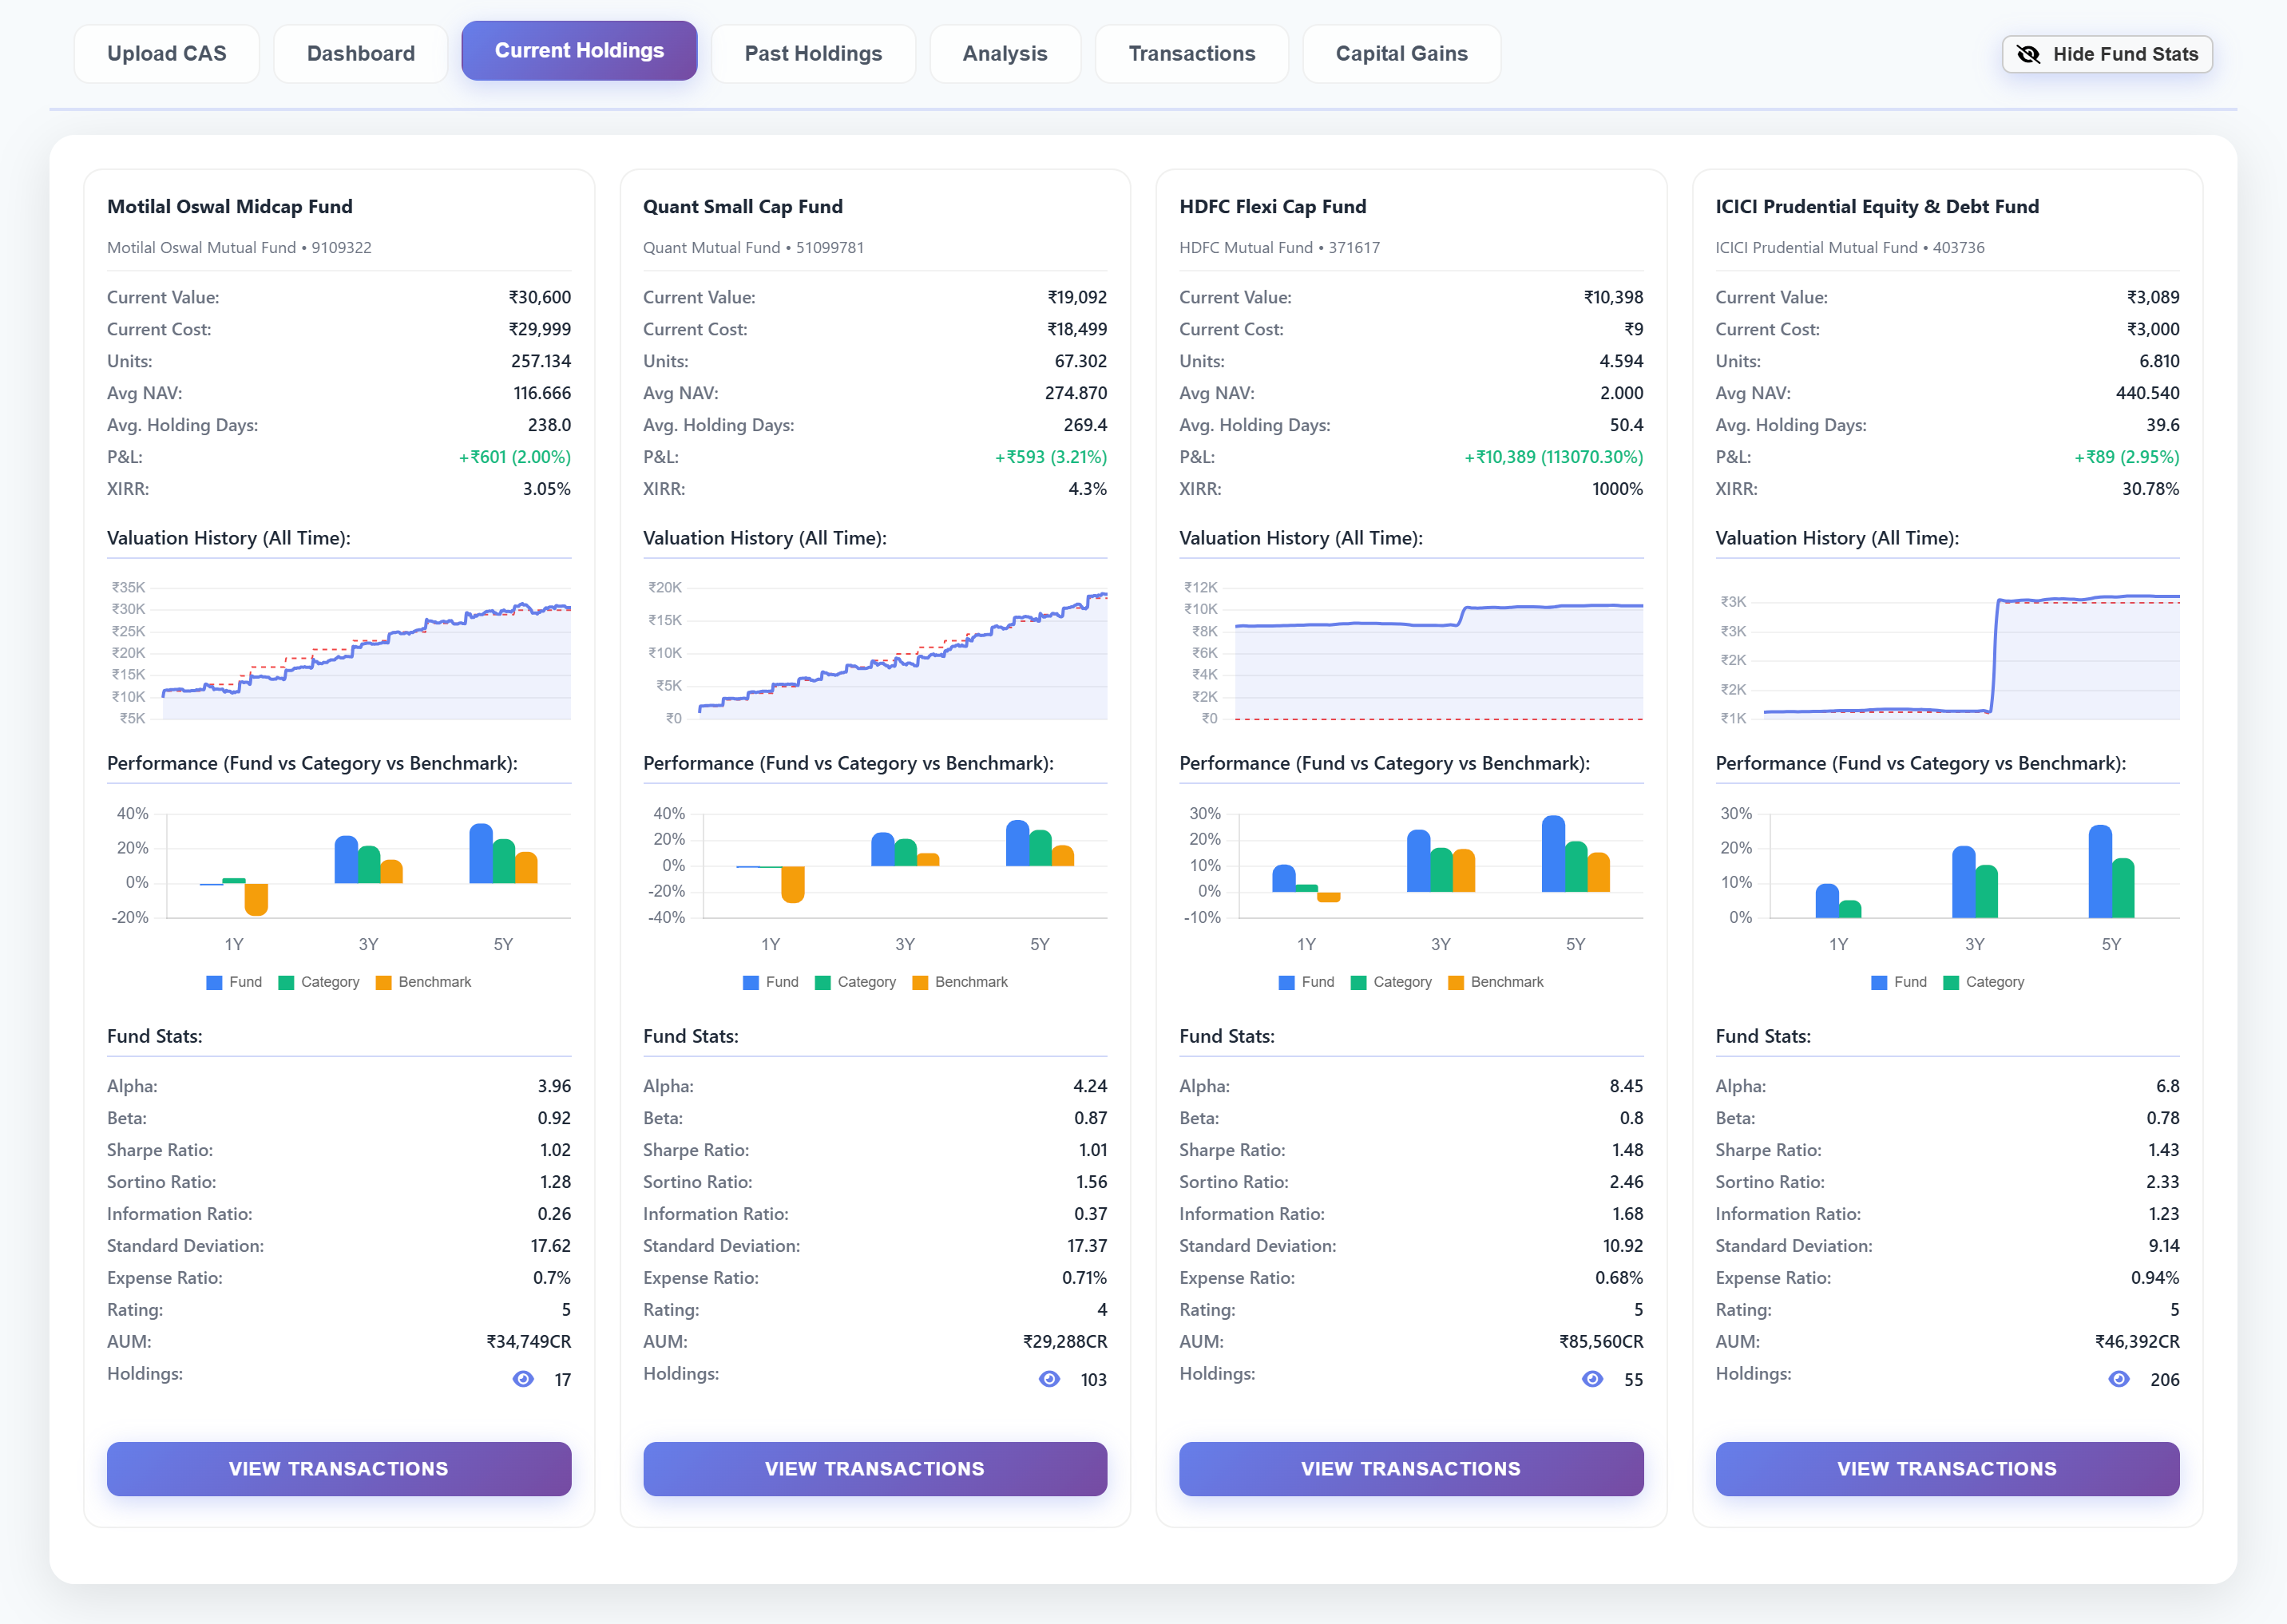 Upload CAS
Dashboard
Current Holdings
Past Holdings
Analysis
Transactions
Capital Gains
Hide Fund Stats
Motilal Oswal Midcap Fund
Motilal Oswal Mutual Fund • 9109322
Current Value: ₹30,600
Current Cost: ₹29,999
Units: 257.134
Avg NAV: 116.666
Avg. Holding Days: 238.0
P&L: +₹601 (2.00%)
XIRR: 3.05%
Valuation History (All Time):
₹35K
₹30K
₹25K
₹20K
₹15K
₹10K
₹5K
Performance (Fund vs Category vs Benchmark):
40%
20%
0%
-20%
1Y 3Y 5Y
Fund Category Benchmark
Fund Stats:
Alpha: 3.96
Beta: 0.92
Sharpe Ratio: 1.02
Sortino Ratio: 1.28
Information Ratio: 0.26
Standard Deviation: 17.62
Expense Ratio: 0.7%
Rating: 5
AUM: ₹34,749CR
Holdings: 17
VIEW TRANSACTIONS
Quant Small Cap Fund
Quant Mutual Fund • 51099781
Current Value: ₹19,092
Current Cost: ₹18,499
Units: 67.302
Avg NAV: 274.870
Avg. Holding Days: 269.4
P&L: +₹593 (3.21%)
XIRR: 4.3%
Valuation History (All Time):
₹20K
₹15K
₹10K
₹5K
₹0
Performance (Fund vs Category vs Benchmark):
40%
20%
0%
-20%
-40%
1Y 3Y 5Y
Fund Category Benchmark
Fund Stats:
Alpha: 4.24
Beta: 0.87
Sharpe Ratio: 1.01
Sortino Ratio: 1.56
Information Ratio: 0.37
Standard Deviation: 17.37
Expense Ratio: 0.71%
Rating: 4
AUM: ₹29,288CR
Holdings: 103
VIEW TRANSACTIONS
HDFC Flexi Cap Fund
HDFC Mutual Fund • 371617
Current Value: ₹10,398
Current Cost: ₹9
Units: 4.594
Avg NAV: 2.000
Avg. Holding Days: 50.4
P&L: +₹10,389 (113070.30%)
XIRR: 1000%
Valuation History (All Time):
₹12K
₹10K
₹8K
₹6K
₹4K
₹2K
₹0
Performance (Fund vs Category vs Benchmark):
30%
20%
10%
0%
-10%
1Y 3Y 5Y
Fund Category Benchmark
Fund Stats:
Alpha: 8.45
Beta: 0.8
Sharpe Ratio: 1.48
Sortino Ratio: 2.46
Information Ratio: 1.68
Standard Deviation: 10.92
Expense Ratio: 0.68%
Rating: 5
AUM: ₹85,560CR
Holdings: 55
VIEW TRANSACTIONS
ICICI Prudential Equity & Debt Fund
ICICI Prudential Mutual Fund • 403736
Current Value: ₹3,089
Current Cost: ₹3,000
Units: 6.810
Avg NAV: 440.540
Avg. Holding Days: 39.6
P&L: +₹89 (2.95%)
XIRR: 30.78%
Valuation History (All Time):
₹3K
₹3K
₹2K
₹2K
₹1K
Performance (Fund vs Category vs Benchmark):
30%
20%
10%
0%
1Y 3Y 5Y
Fund Category
Fund Stats:
Alpha: 6.8
Beta: 0.78
Sharpe Ratio: 1.43
Sortino Ratio: 2.33
Information Ratio: 1.23
Standard Deviation: 9.14
Expense Ratio: 0.94%
Rating: 5
AUM: ₹46,392CR
Holdings: 206
VIEW TRANSACTIONS